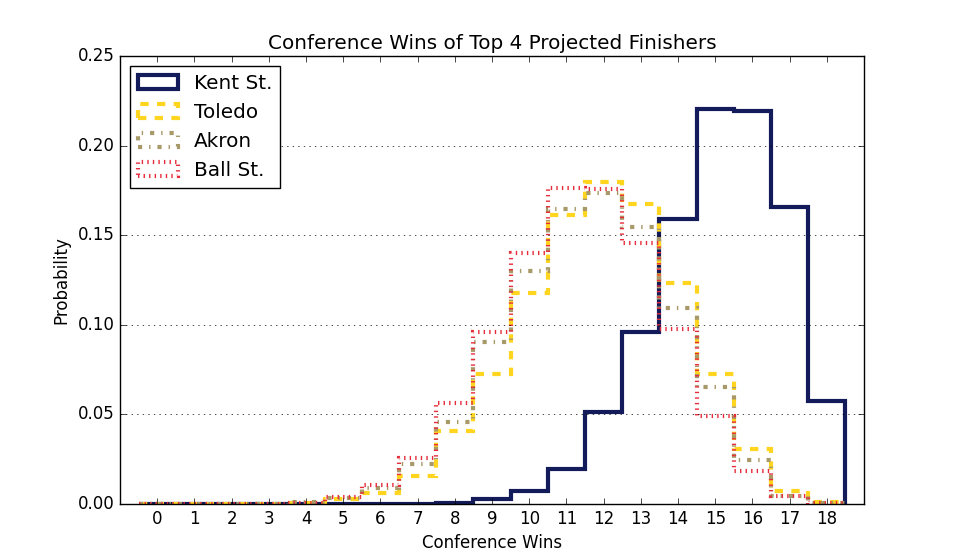 Conference Wins of Top 4 Projected Finishers
0.25
0.20
0.15
0.10
0.05
0.00
Probability
Kent St.
Toledo
Akron
Ball St.
0 1 2 3 4 5 6 7 8 9 10 11 12 13 14 15 16 17 18
Conference Wins